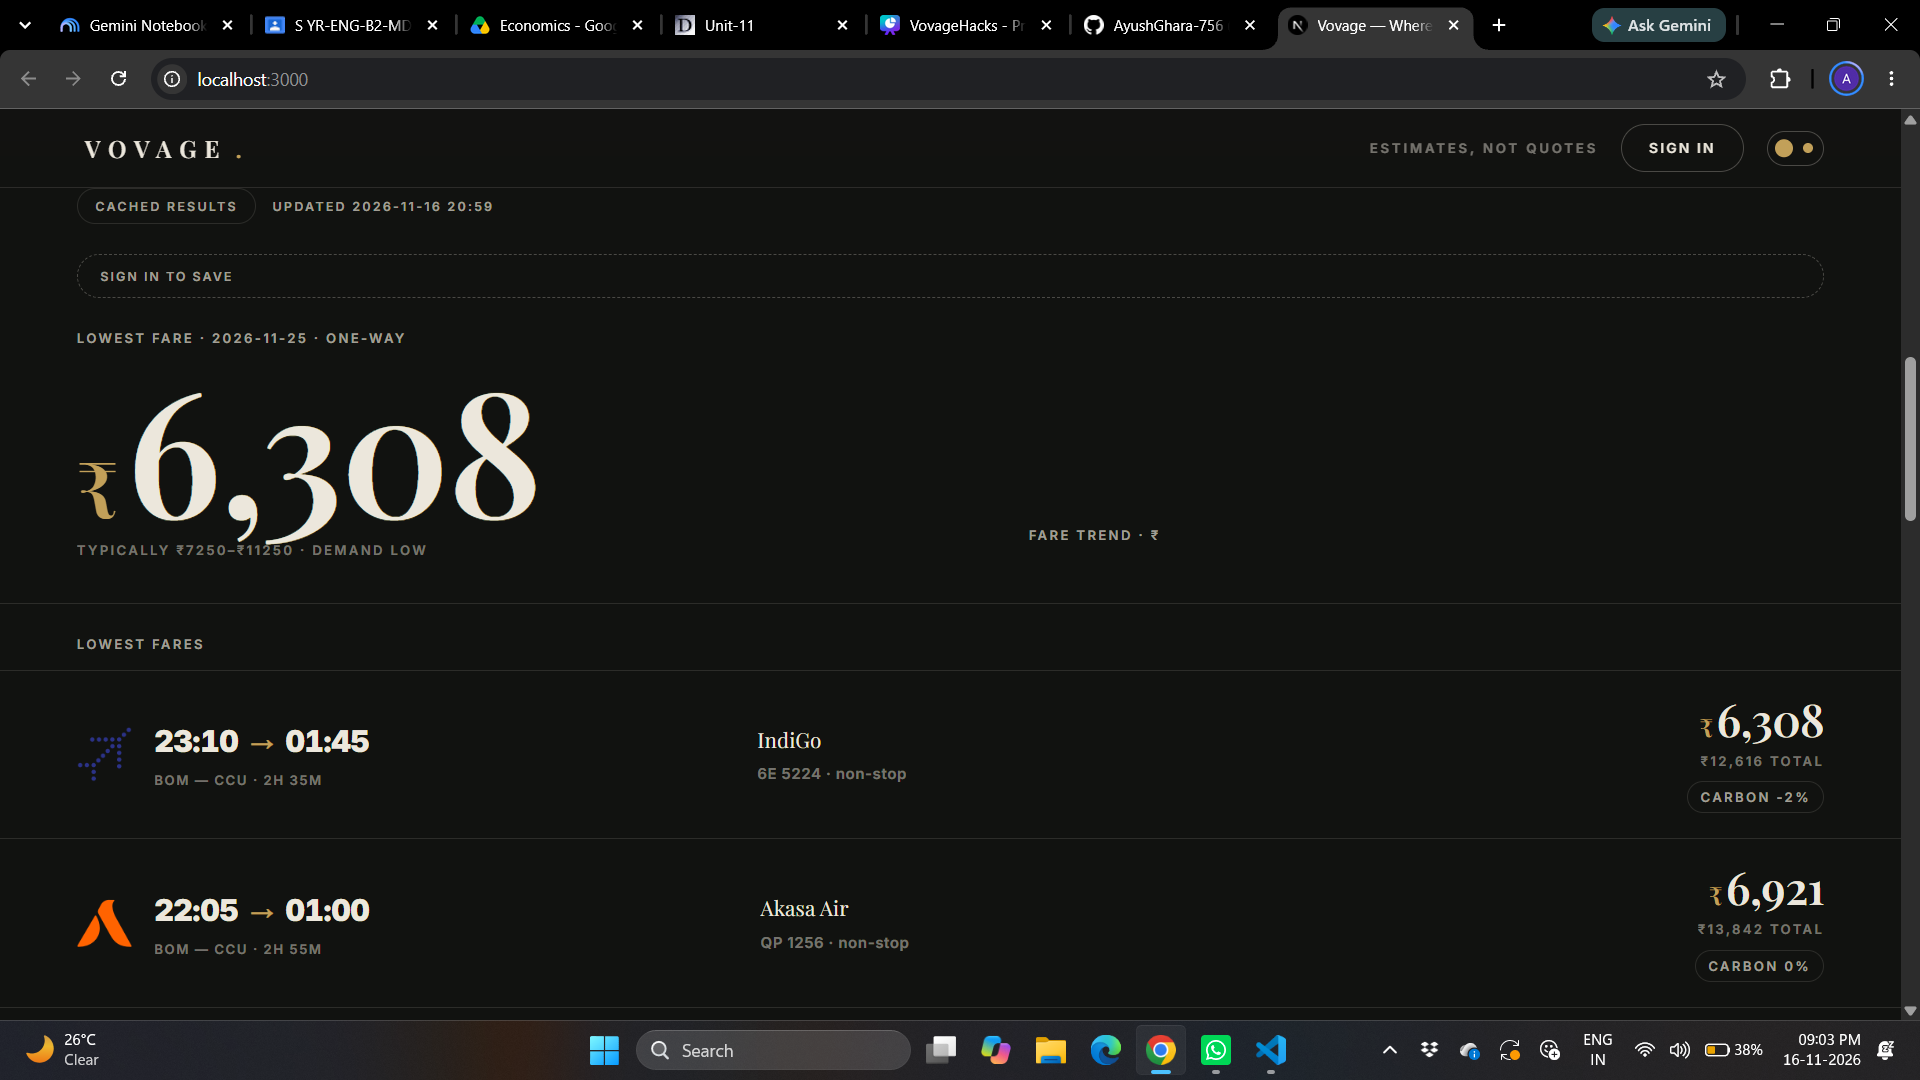 Gemini Notebook
S YR-ENG-B2-MD
Economics - Goo
Unit-11
VovageHacks - Pr
AyushGhara-756
Vovage — Where
Ask Gemini
localhost:3000
A
VOVAGE .
ESTIMATES, NOT QUOTES
SIGN IN
CACHED RESULTS
UPDATED 2026-11-16 20:59
SIGN IN TO SAVE
LOWEST FARE · 2026-11-25 · ONE-WAY
₹6,308
TYPICALLY ₹7250–₹11250 · DEMAND LOW
FARE TREND · ₹
LOWEST FARES
23:10 → 01:45
BOM — CCU · 2H 35M
IndiGo
6E 5224 · non-stop
₹6,308
₹12,616 TOTAL
CARBON -2%
22:05 → 01:00
BOM — CCU · 2H 55M
Akasa Air
QP 1256 · non-stop
₹6,921
₹13,842 TOTAL
CARBON 0%
26°C
Clear
Search
ENG
IN
38%
09:03 PM
16-11-2026